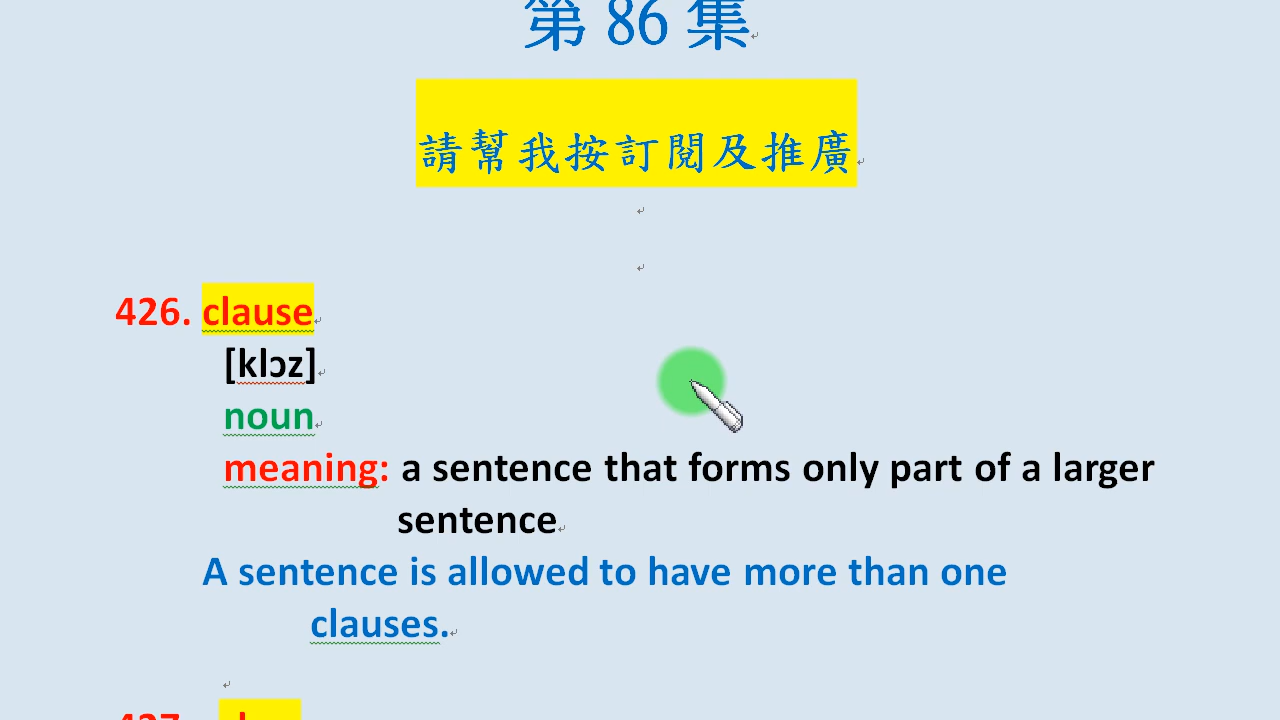 第 86 集
請幫我按訂閱及推廣
426. clause
[klɔz]
noun
meaning: a sentence that forms only part of a larger
sentence
A sentence is allowed to have more than one
clauses.